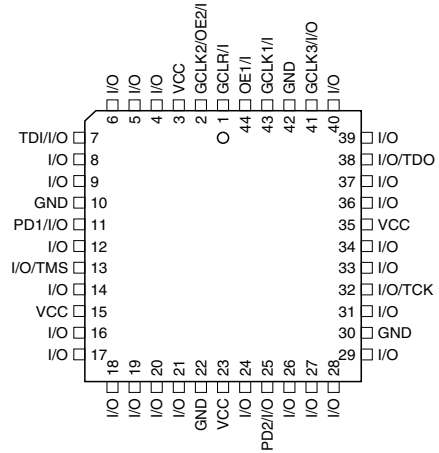 I/O
I/O
I/O
VCC
GCLK2/OE2/I
GCLR/I
OE1/I
GCLK1/I
GND
GCLK3/I/O
I/O
6
5
4
3
2
1
44
43
42
41
40
TDI/I/O 7
I/O 8
I/O 9
GND 10
PD1/I/O 11
I/O 12
I/O/TMS 13
I/O 14
VCC 15
I/O 16
I/O 17
39 I/O
38 I/O/TDO
37 I/O
36 I/O
35 VCC
34 I/O
33 I/O
32 I/O/TCK
31 I/O
30 GND
29 I/O
18
19
20
21
22
23
24
25
26
27
28
I/O
I/O
I/O
I/O
GND
VCC
I/O
PD2/I/O
I/O
I/O
I/O